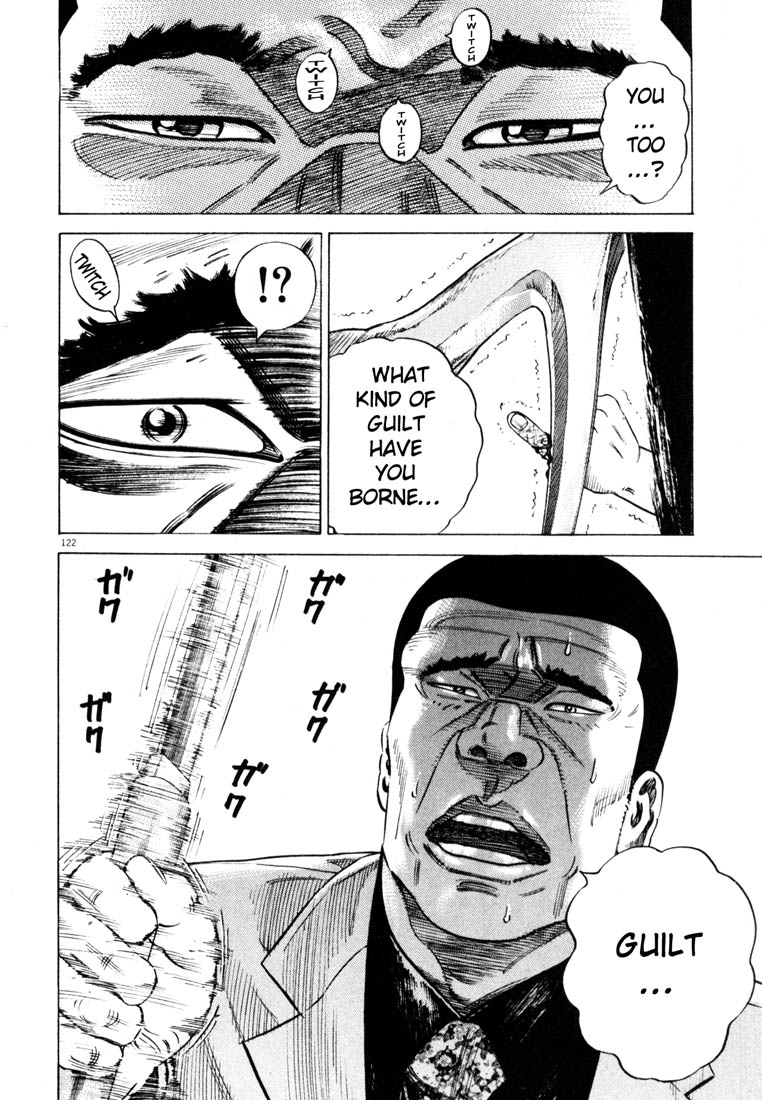 YOU
...
TOO
...?
TWITCH
TWITCH
TWITCH
WHAT
KIND OF
GUILT
HAVE
YOU
BORNE...
!?
TWITCH
122
ガク
ガク
ガク
ガク
ガク
GUILT
...